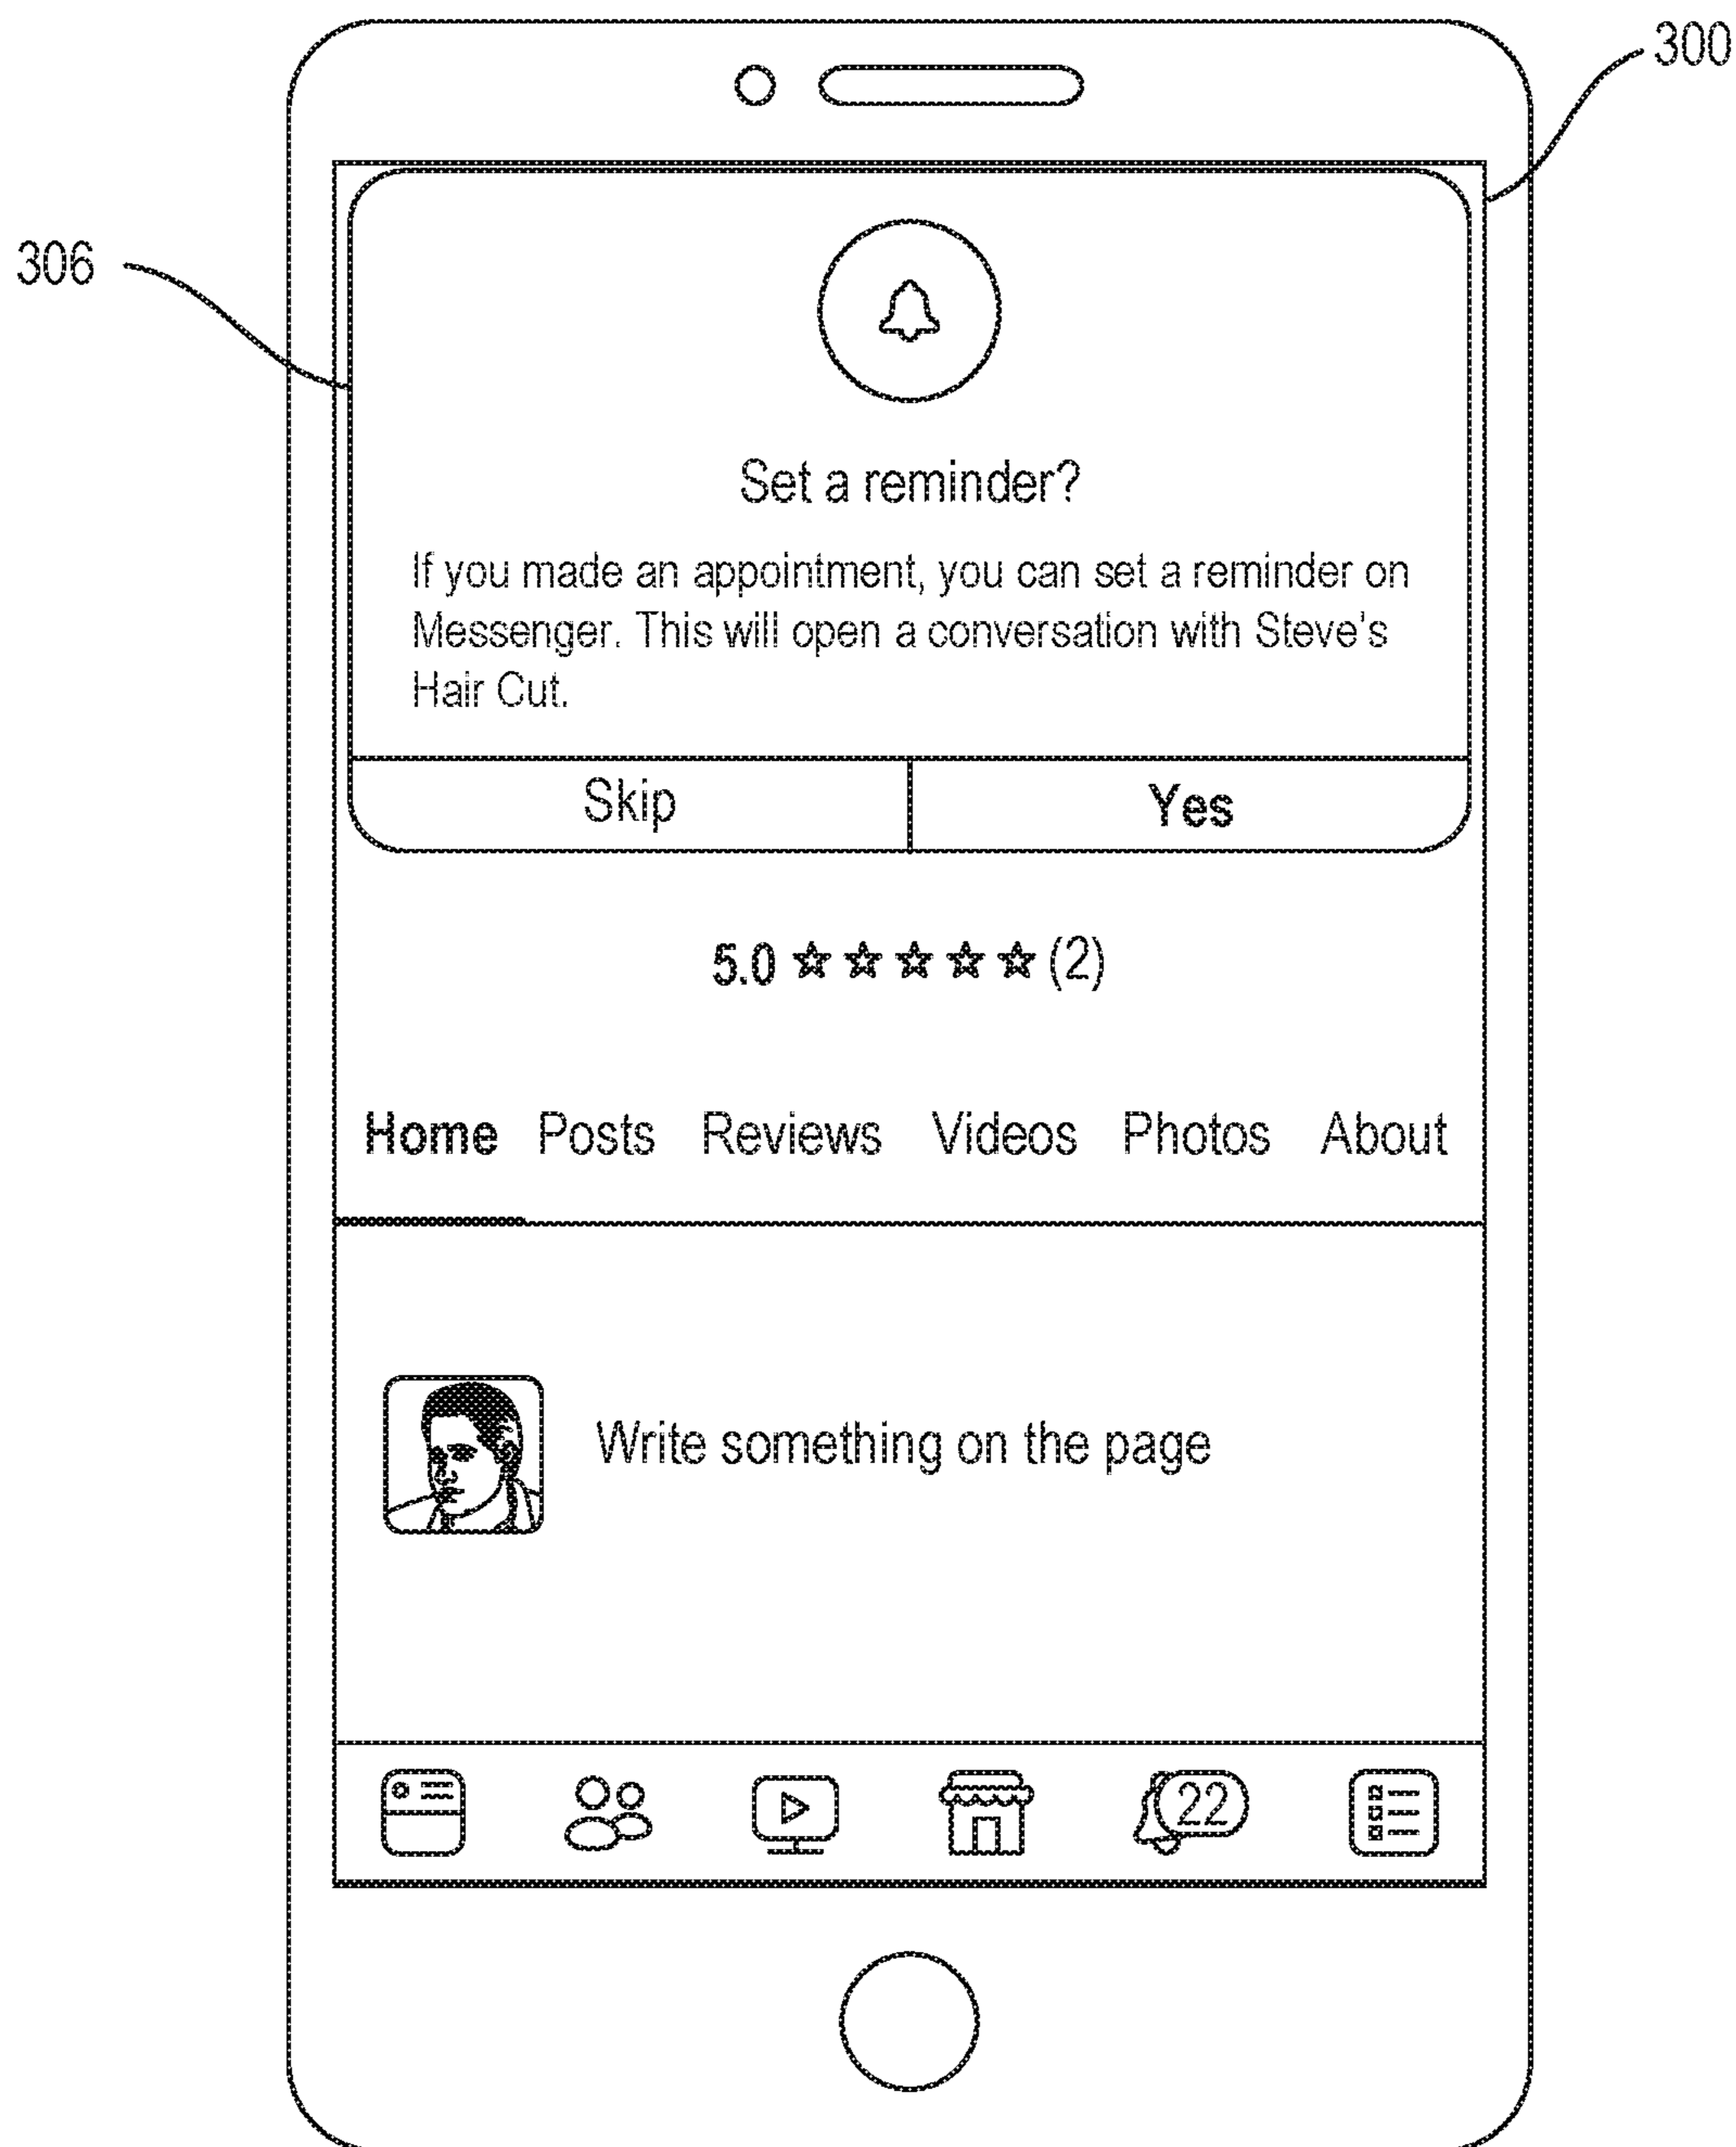 300
306
Set a reminder?
If you made an appointment, you can set a reminder on
Messenger. This will open a conversation with Steve's
Hair Cut.
Skip Yes
5.0 ☆☆☆☆☆ (2)
Home Posts Reviews Videos Photos About
Write something on the page
22